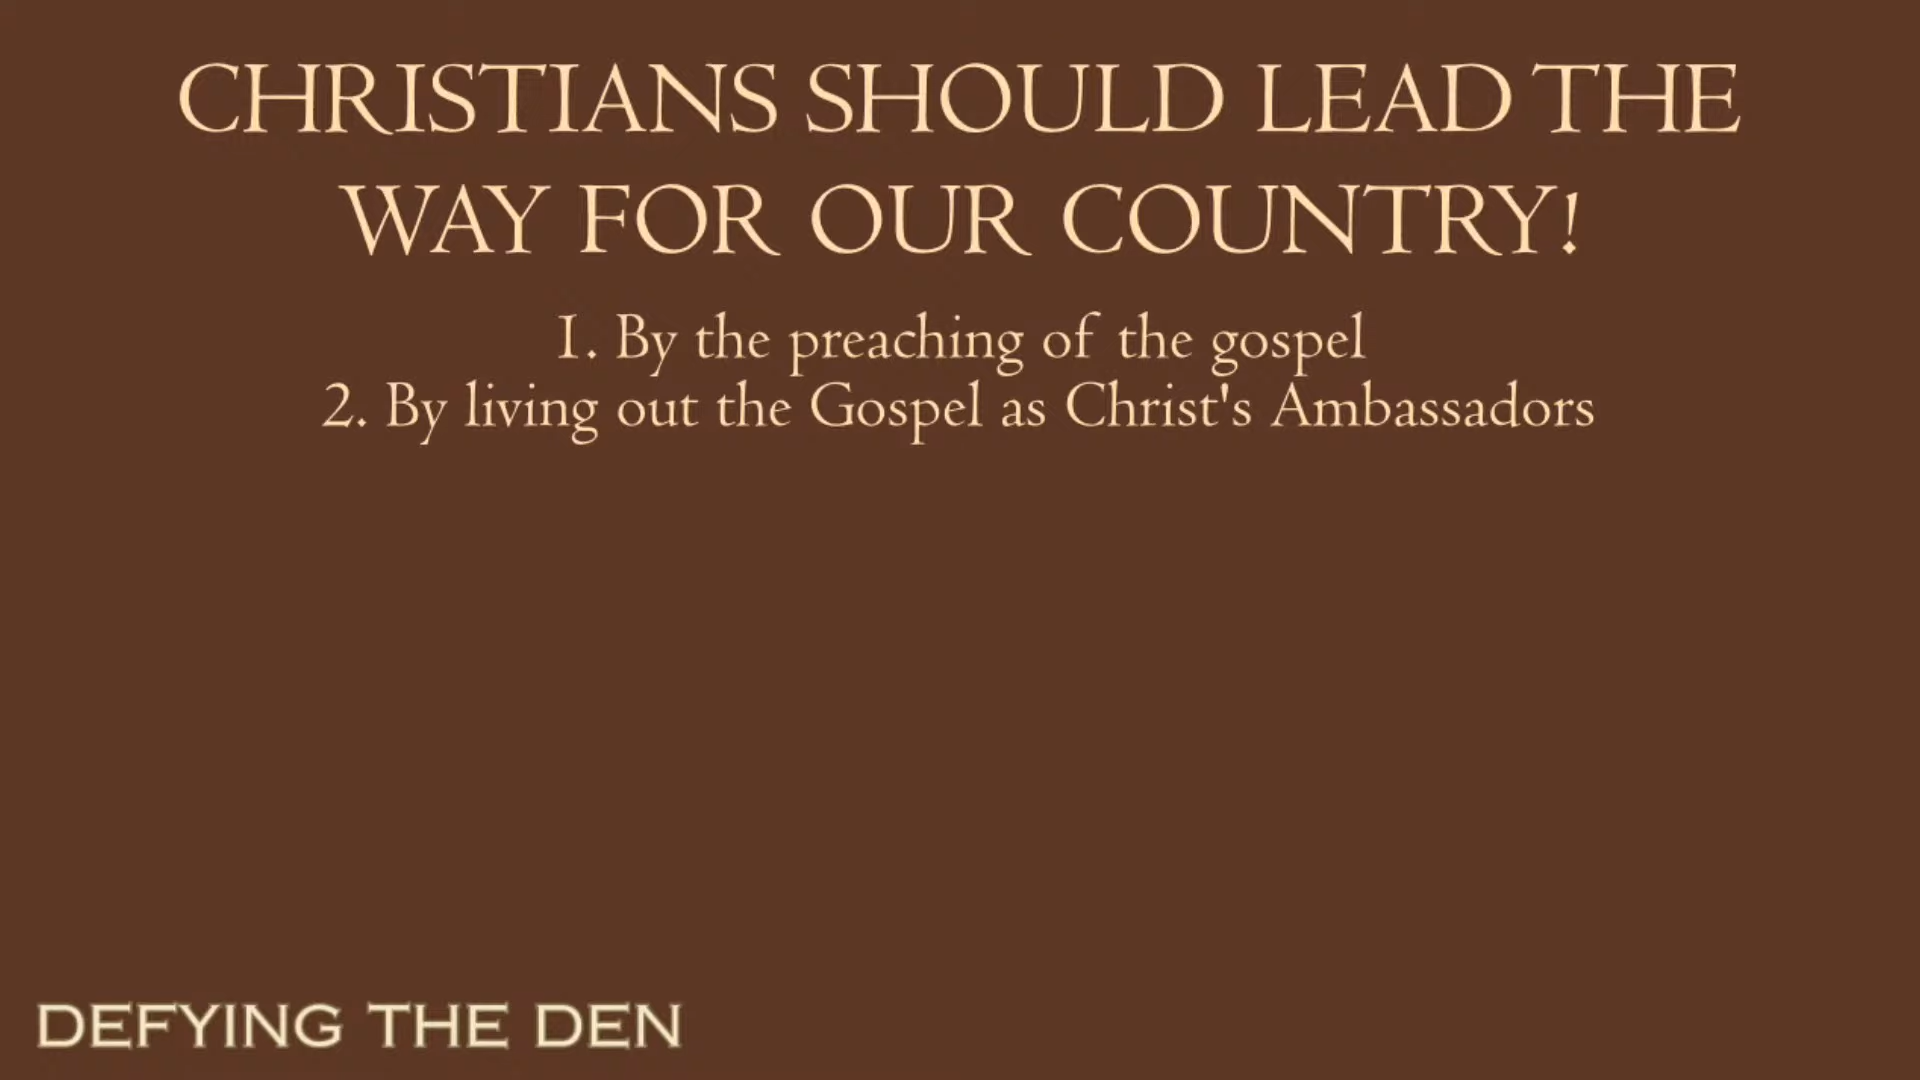 CHRISTIANS SHOULD LEAD THE
WAY FOR OUR COUNTRY!
1. By the preaching of the gospel
2. By living out the Gospel as Christ's Ambassadors
DEFYING THE DEN